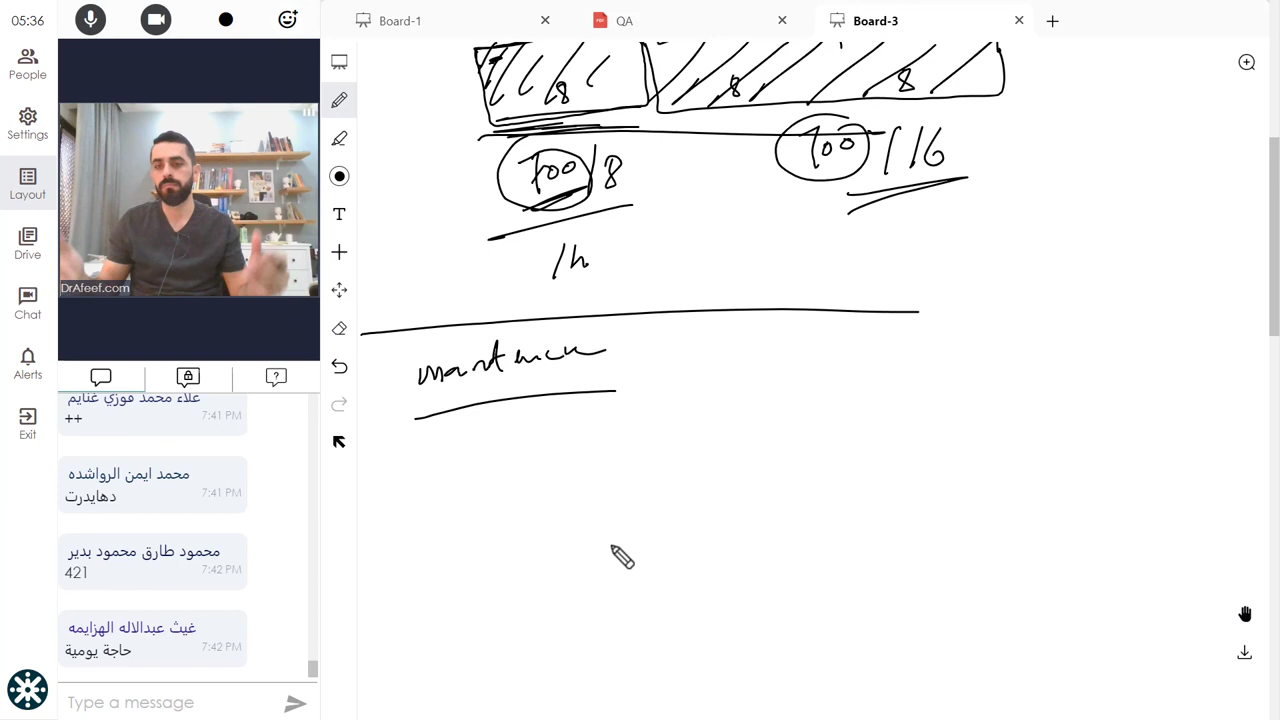 05:36
Board-1
QA
Board-3
People
Settings
Layout
Drive
Chat
Alerts
Exit
DrAfeef.com
علاء محمد فوزي غنايم
++
7:41 PM
محمد ايمن الرواشده
دهايدرت
7:41 PM
محمود طارق محمود بدير
421
7:42 PM
غيث عبدالاله الهزايمه
حاجة يومية
7:42 PM
Type a message
8
8
8
700/8
700/16
1h